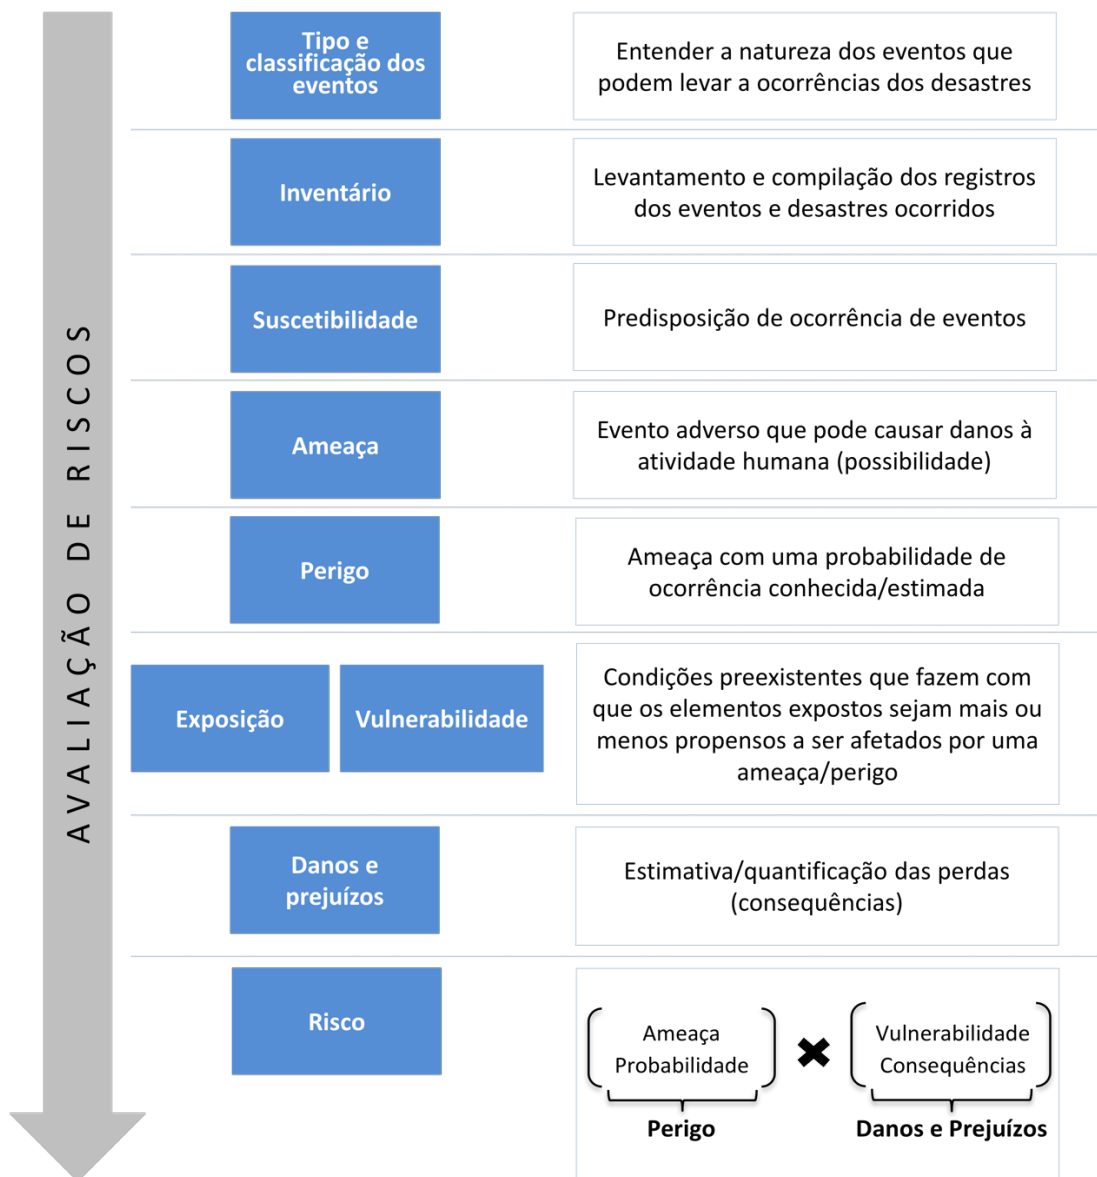 AVALIAÇÃO DE RISCOS
Tipo e
classificação dos
eventos
Entender a natureza dos eventos que
podem levar a ocorrências dos desastres
Inventário
Levantamento e compilação dos registros
dos eventos e desastres ocorridos
Suscetibilidade
Predisposição de ocorrência de eventos
Ameaça
Evento adverso que pode causar danos à
atividade humana (possibilidade)
Perigo
Ameaça com uma probabilidade de
ocorrência conhecida/estimada
Exposição
Vulnerabilidade
Condições preexistentes que fazem com
que os elementos expostos sejam mais ou
menos propensos a ser afetados por uma
ameaça/perigo
Danos e
prejuízos
Estimativa/quantificação das perdas
(consequências)
Risco
Ameaça
Probabilidade
Perigo
✖
Vulnerabilidade
Consequências
Danos e Prejuízos